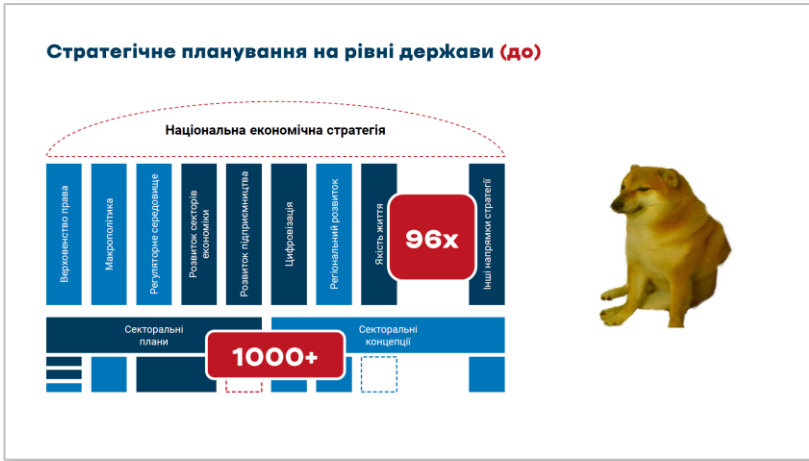 Стратегічне планування на рівні держави (до)
Національна економічна стратегія
Верховенство права
Макрополітика
Регуляторне середовище
Розвиток секторів
економіки
Розвиток підприємництва
Цифровізація
Регіональний розвиток
Якість життя
96x
Інші напрямки стратегії
Секторальні
плани
1000+
Секторальні
концепції